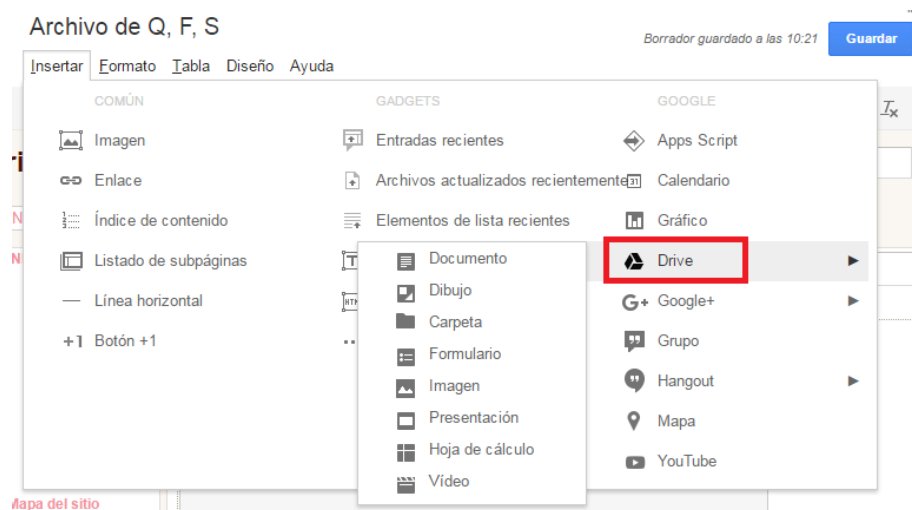 Archivo de Q, F, S
Borrador guardado a las 10:21
Guardar
Insertar Formato Tabla Diseño Ayuda
COMÚN
Imagen
Enlace
Índice de contenido
Listado de subpáginas
Línea horizontal
+1 Botón +1
GADGETS
Entradas recientes
Archivos actualizados recientemente
Elementos de lista recientes
Documento
Dibujo
Carpeta
Formulario
Imagen
Presentación
Hoja de cálculo
Vídeo
GOOGLE
Apps Script
31 Calendario
Gráfico
Drive
G+ Google+
Grupo
Hangout
Mapa
YouTube
Mapa del sitio